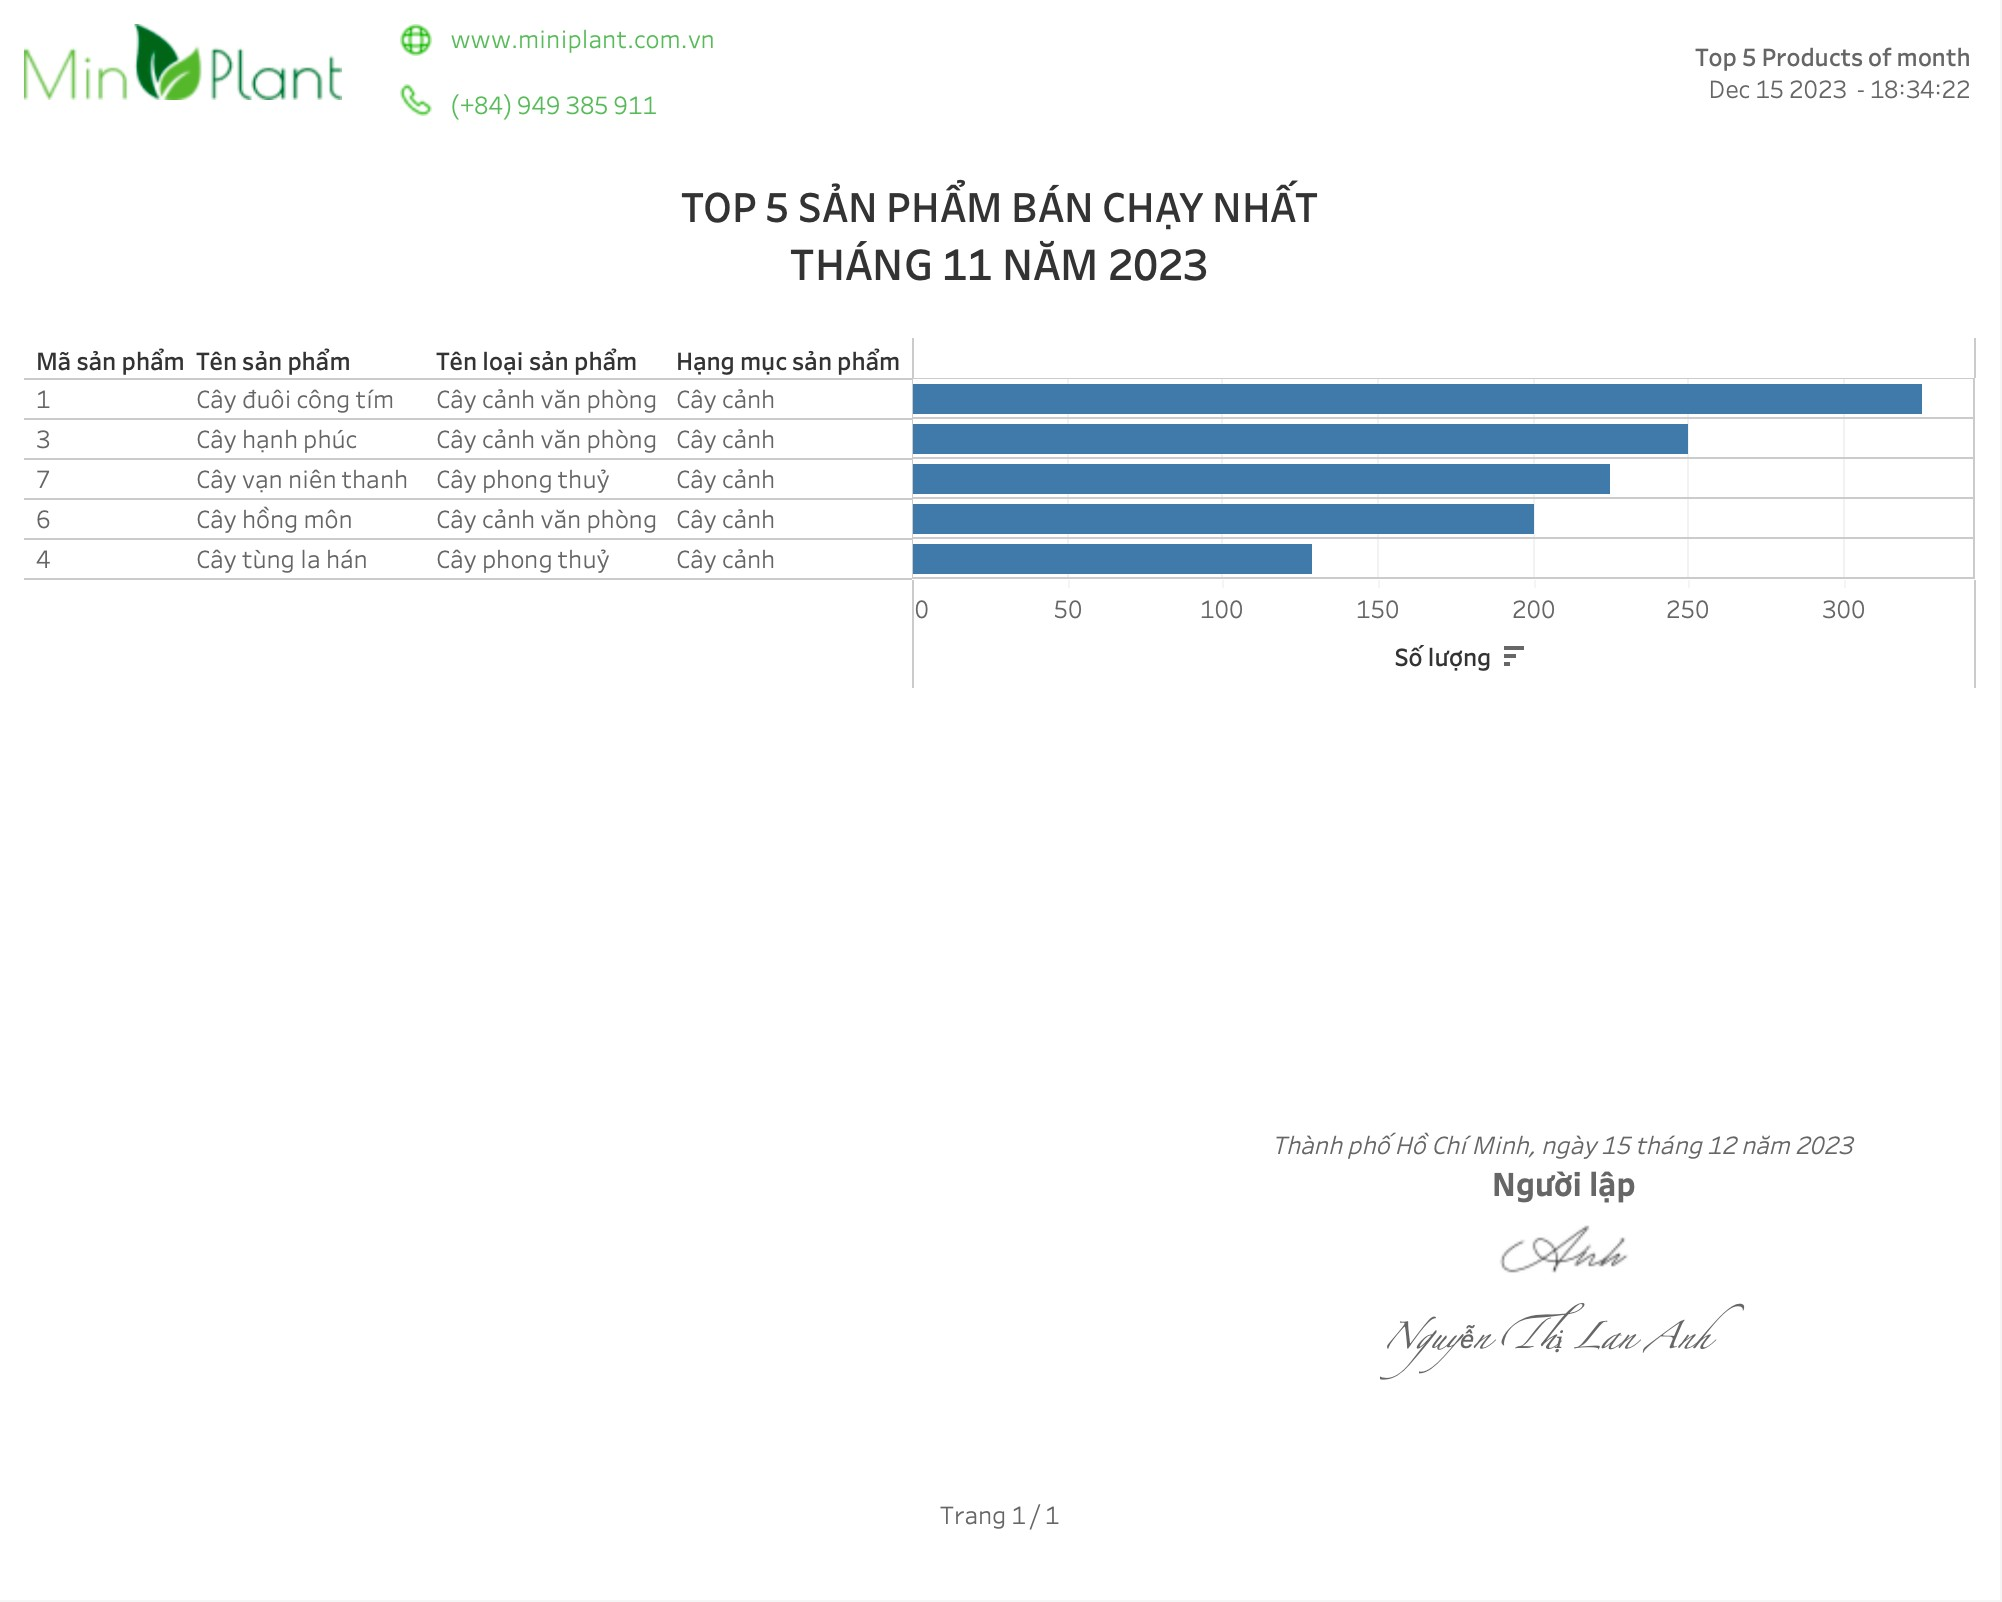 Min Plant
www.miniplant.com.vn
(+84) 949 385 911
Top 5 Products of month
Dec 15 2023 - 18:34:22
TOP 5 SẢN PHẨM BÁN CHẠY NHẤT
THÁNG 11 NĂM 2023
Mã sản phẩm Tên sản phẩm Tên loại sản phẩm Hạng mục sản phẩm
1 Cây đuôi công tím Cây cảnh văn phòng Cây cảnh
3 Cây hạnh phúc Cây cảnh văn phòng Cây cảnh
7 Cây vạn niên thanh Cây phong thuỷ Cây cảnh
6 Cây hồng môn Cây cảnh văn phòng Cây cảnh
4 Cây tùng la hán Cây phong thuỷ Cây cảnh
0 50 100 150 200 250 300
Số lượng
Thành phố Hồ Chí Minh, ngày 15 tháng 12 năm 2023
Người lập
Anh
Nguyễn Thị Lan Anh
Trang 1 / 1